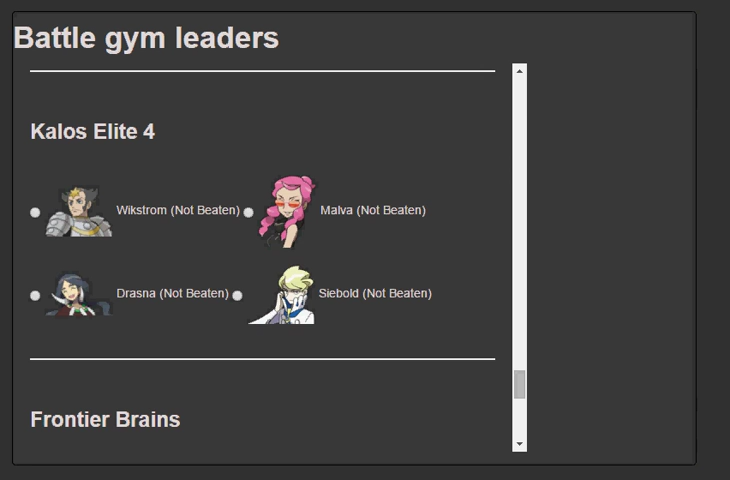 Battle gym leaders
Kalos Elite 4
Wikstrom (Not Beaten) Malva (Not Beaten)
Drasna (Not Beaten) Siebold (Not Beaten)
Frontier Brains